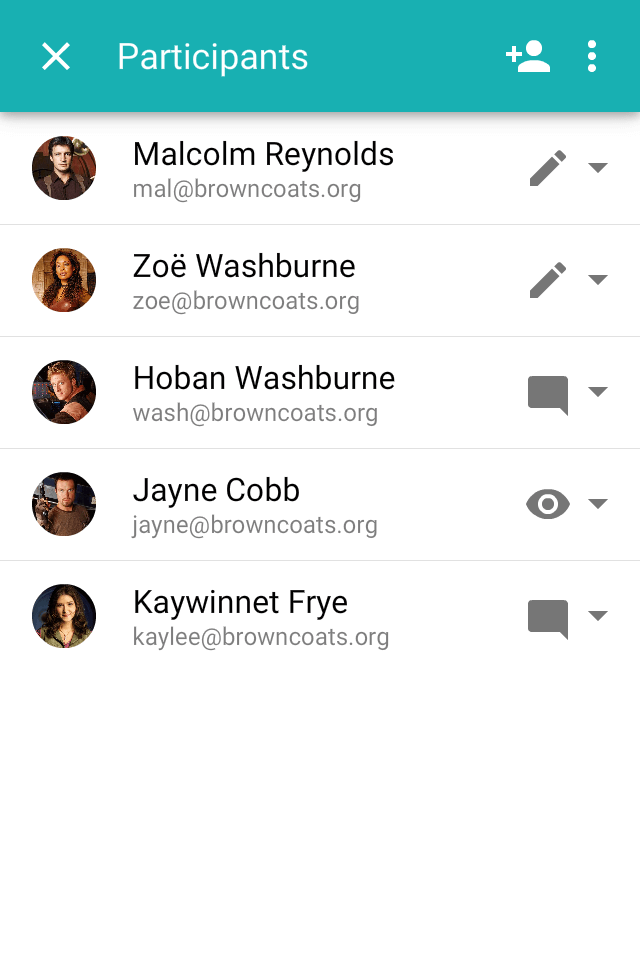 Participants
Malcolm Reynolds
mal@browncoats.org
Zoë Washburne
zoe@browncoats.org
Hoban Washburne
wash@browncoats.org
Jayne Cobb
jayne@browncoats.org
Kaywinnet Frye
kaylee@browncoats.org